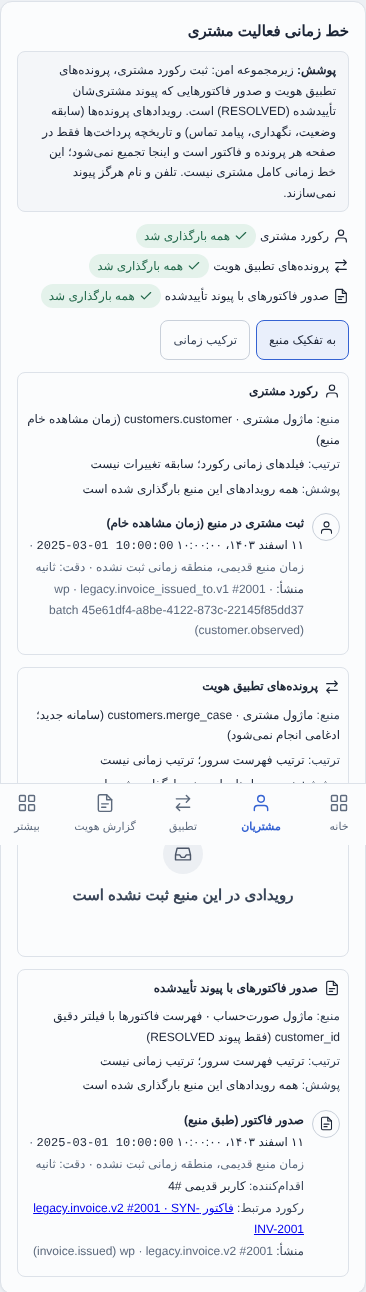 خط زمانی فعالیت مشتری
پوشش: زیرمجموعه امن: ثبت رکورد مشتری، پرونده‌های
تطبیق هویت و صدور فاکتورهایی که پیوند مشتری‌شان
تأییدشده (RESOLVED) است. رویدادهای پرونده‌ها (سابقه
وضعیت، نگهداری، پیامد تماس) و تاریخچه پرداخت‌ها فقط در
صفحه هر پرونده و فاکتور است و اینجا تجمیع نمی‌شود؛ این
خط زمانی کامل مشتری نیست. تلفن و نام هرگز پیوند
نمی‌سازند.
رکورد مشتری همه بارگذاری شد
پرونده‌های تطبیق هویت همه بارگذاری شد
صدور فاکتورهای با پیوند تأییدشده همه بارگذاری شد
به تفکیک منبع ترکیب زمانی
رکورد مشتری
منبع: ماژول مشتری · customers.customer (زمان مشاهده خام
منبع)
ترتیب: فیلدهای زمانی رکورد؛ سابقه تغییرات نیست
پوشش: همه رویدادهای این منبع بارگذاری شده است
ثبت مشتری در منبع (زمان مشاهده خام)
۱۱ اسفند ۱۴۰۳، ۱۰:۰۰:۰۰ 2025-03-01 10:00:00 ·
زمان منبع قدیمی، منطقه زمانی ثبت نشده · دقت: ثانیه
منشأ: wp · legacy.invoice_issued_to.v1 #2001 ·
batch 45e61df4-a8be-4122-873c-22145f85dd37
(customer.observed)
پرونده‌های تطبیق هویت
منبع: ماژول مشتری · customers.merge_case (سامانه جدید؛
ادغامی انجام نمی‌شود)
ترتیب: ترتیب فهرست سرور؛ ترتیب زمانی نیست
خانه مشتریان تطبیق گزارش هویت بیشتر
رویدادی در این منبع ثبت نشده است
صدور فاکتورهای با پیوند تأییدشده
منبع: ماژول صورت‌حساب · فهرست فاکتورها با فیلتر دقیق
customer_id (فقط پیوند RESOLVED)
ترتیب: ترتیب فهرست سرور؛ ترتیب زمانی نیست
پوشش: همه رویدادهای این منبع بارگذاری شده است
صدور فاکتور (طبق منبع)
۱۱ اسفند ۱۴۰۳، ۱۰:۰۰:۰۰ 2025-03-01 10:00:00 ·
زمان منبع قدیمی، منطقه زمانی ثبت نشده · دقت: ثانیه
اقدام‌کننده: کاربر قدیمی #4
رکورد مرتبط: فاکتور legacy.invoice.v2 #2001 · SYN-
INV-2001
منشأ: wp · legacy.invoice.v2 #2001 (invoice.issued)